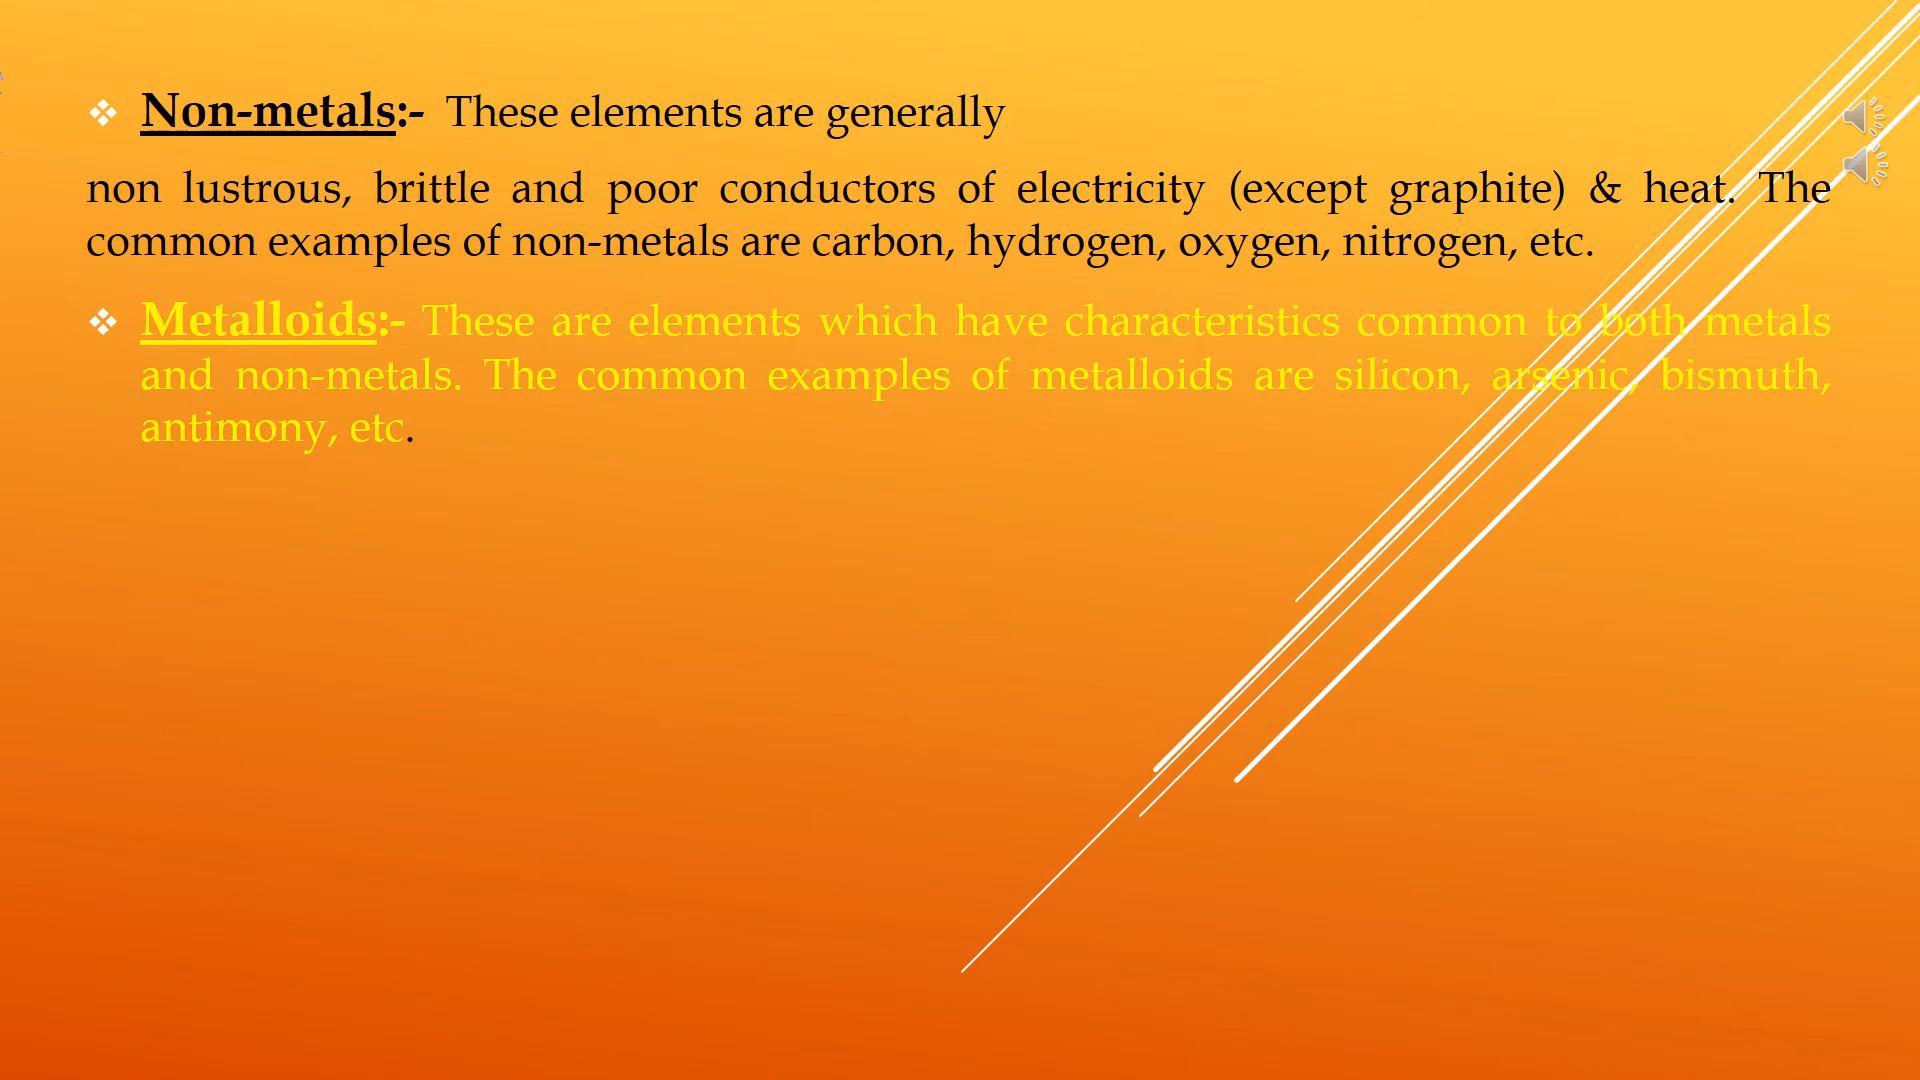 ❖ Non-metals:- These elements are generally
non lustrous, brittle and poor conductors of electricity (except graphite) & heat. The
common examples of non-metals are carbon, hydrogen, oxygen, nitrogen, etc.
❖ Metalloids:- These are elements which have characteristics common to both metals
and non-metals. The common examples of metalloids are silicon, arsenic, bismuth,
antimony, etc.